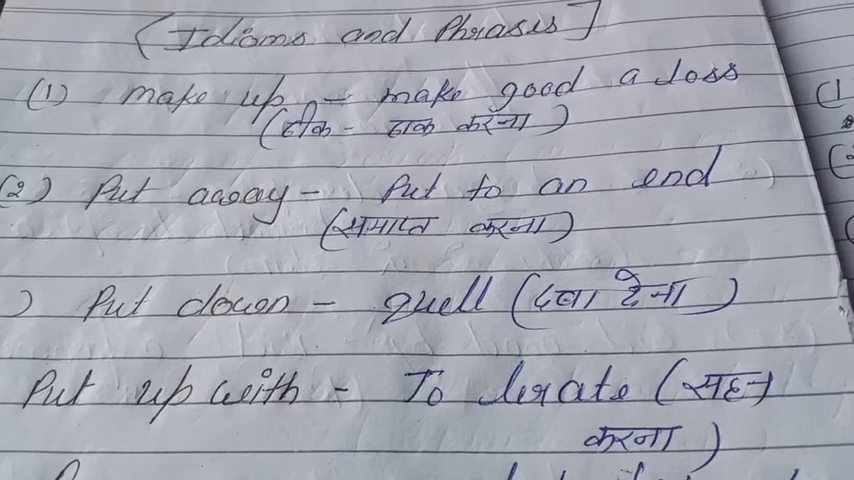 [Idioms and Phrases]
(1) make up - make good a loss
(ठीक - ठाक करना)
(2) Put away - Put to an end
(समाप्त करना)
) Put down - quell (दबा देना)
Put up with - To lerate (सहन
करना)